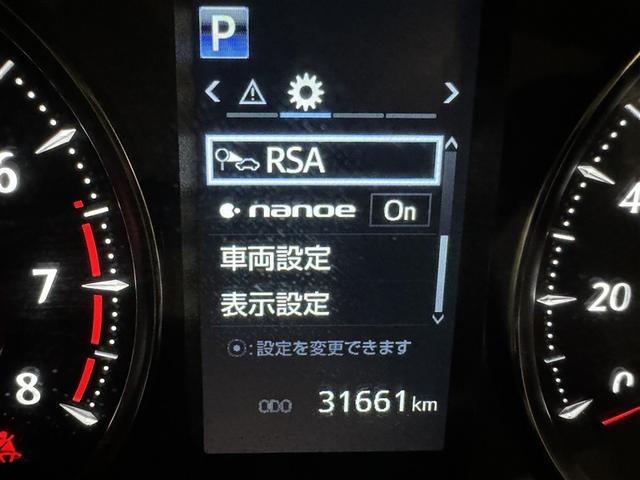 P
RSA
nanoe On
車両設定
表示設定
:設定を変更できます
ODO 31661km
6
7
8
4
20
0